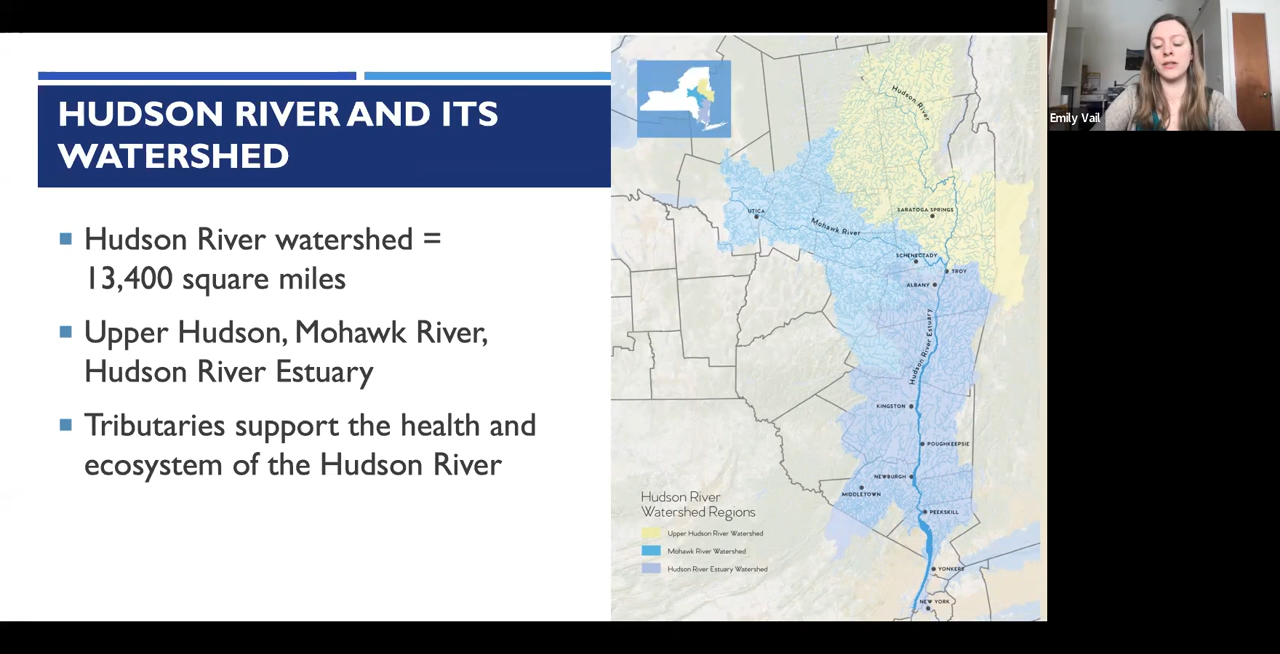 HUDSON RIVER AND ITS
WATERSHED
Hudson River watershed =
13,400 square miles
Upper Hudson, Mohawk River,
Hudson River Estuary
Tributaries support the health and
ecosystem of the Hudson River
Hudson River
SARATOGA SPRINGS
UTICA
Mohawk River
SCHENECTADY
TROY
ALBANY
Hudson River Estuary
KINGSTON
POUGHKEEPSIE
NEWBURGH
MIDDLETOWN
PEEKSKILL
YONKERS
NEW YORK
Hudson River
Watershed Regions
Upper Hudson River Watershed
Mohawk River Watershed
Hudson River Estuary Watershed
Emily Vail